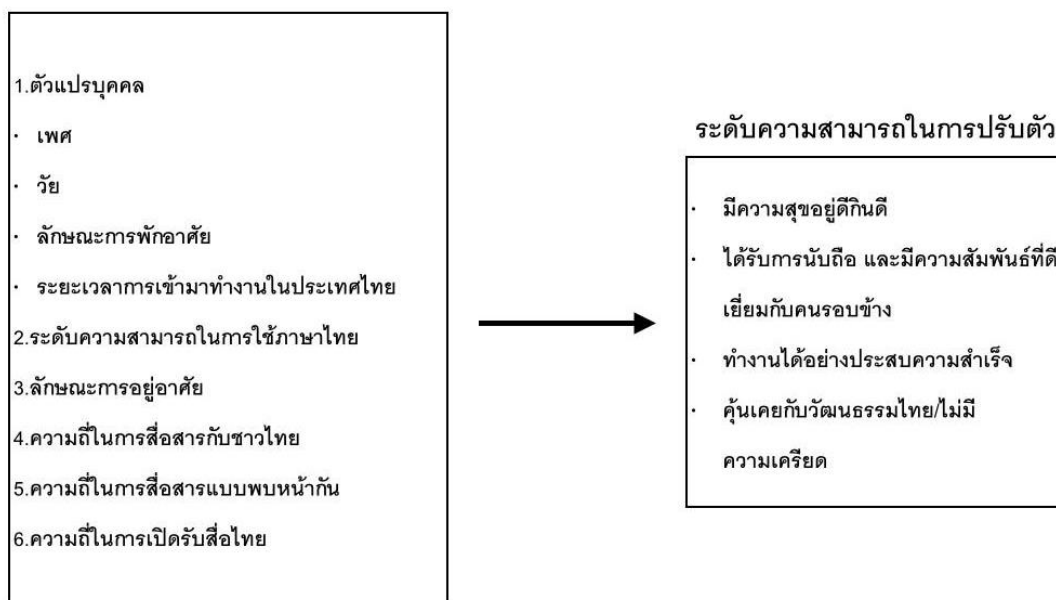 1.ตัวแปรบุคคล
· เพศ
· วัย
· ลักษณะการพักอาศัย
· ระยะเวลาการเข้ามาทำงานในประเทศไทย
2.ระดับความสามารถในการใช้ภาษาไทย
3.ลักษณะการอยู่อาศัย
4.ความถี่ในการสื่อสารกับชาวไทย
5.ความถี่ในการสื่อสารแบบพบหน้ากัน
6.ความถี่ในการเปิดรับสื่อไทย
ระดับความสามารถในการปรับตัว
· มีความสุขอยู่ดีกินดี
· ได้รับการนับถือ และมีความสัมพันธ์ที่ดี
เยี่ยมกับคนรอบข้าง
· ทำงานได้อย่างประสบความสำเร็จ
· คุ้นเคยกับวัฒนธรรมไทย/ไม่มี
ความเครียด